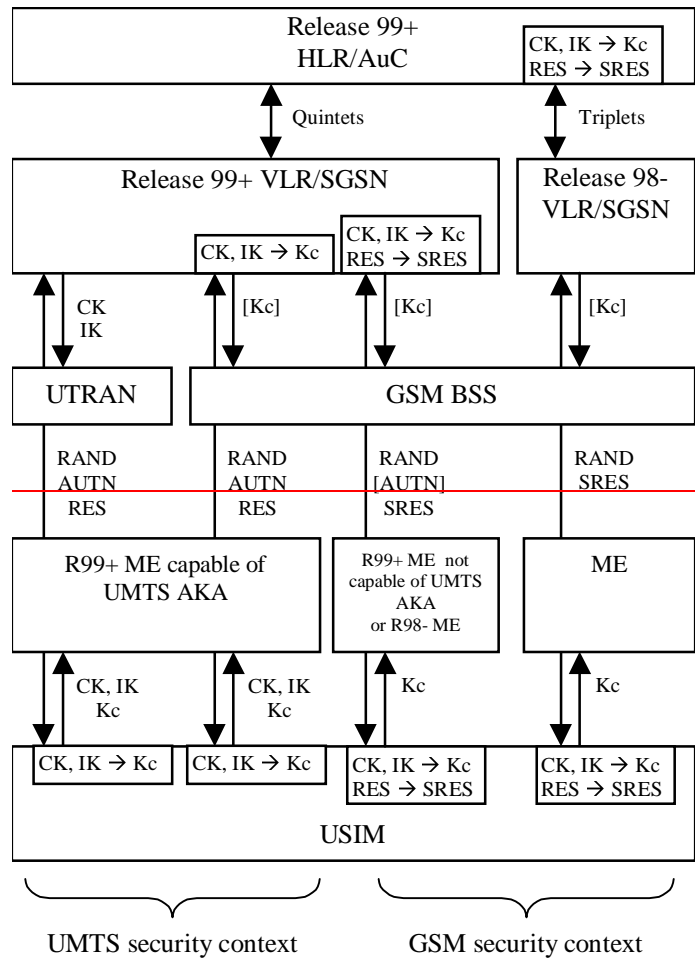 Release 99+
HLR/AuC
CK, IK → Kc
RES → SRES
Quintets
Triplets
Release 99+ VLR/SGSN
Release 98-
VLR/SGSN
CK, IK → Kc
CK, IK → Kc
RES → SRES
CK
IK
[Kc]
[Kc]
[Kc]
UTRAN
GSM BSS
RAND
AUTN
RES
RAND
AUTN
RES
RAND
[AUTN]
SRES
RAND
SRES
R99+ ME capable of
UMTS AKA
R99+ ME not
capable of UMTS
AKA
or R98- ME
ME
CK, IK
Kc
CK, IK
Kc
Kc
Kc
CK, IK → Kc
CK, IK → Kc
CK, IK → Kc
RES → SRES
CK, IK → Kc
RES → SRES
USIM
UMTS security context
GSM security context